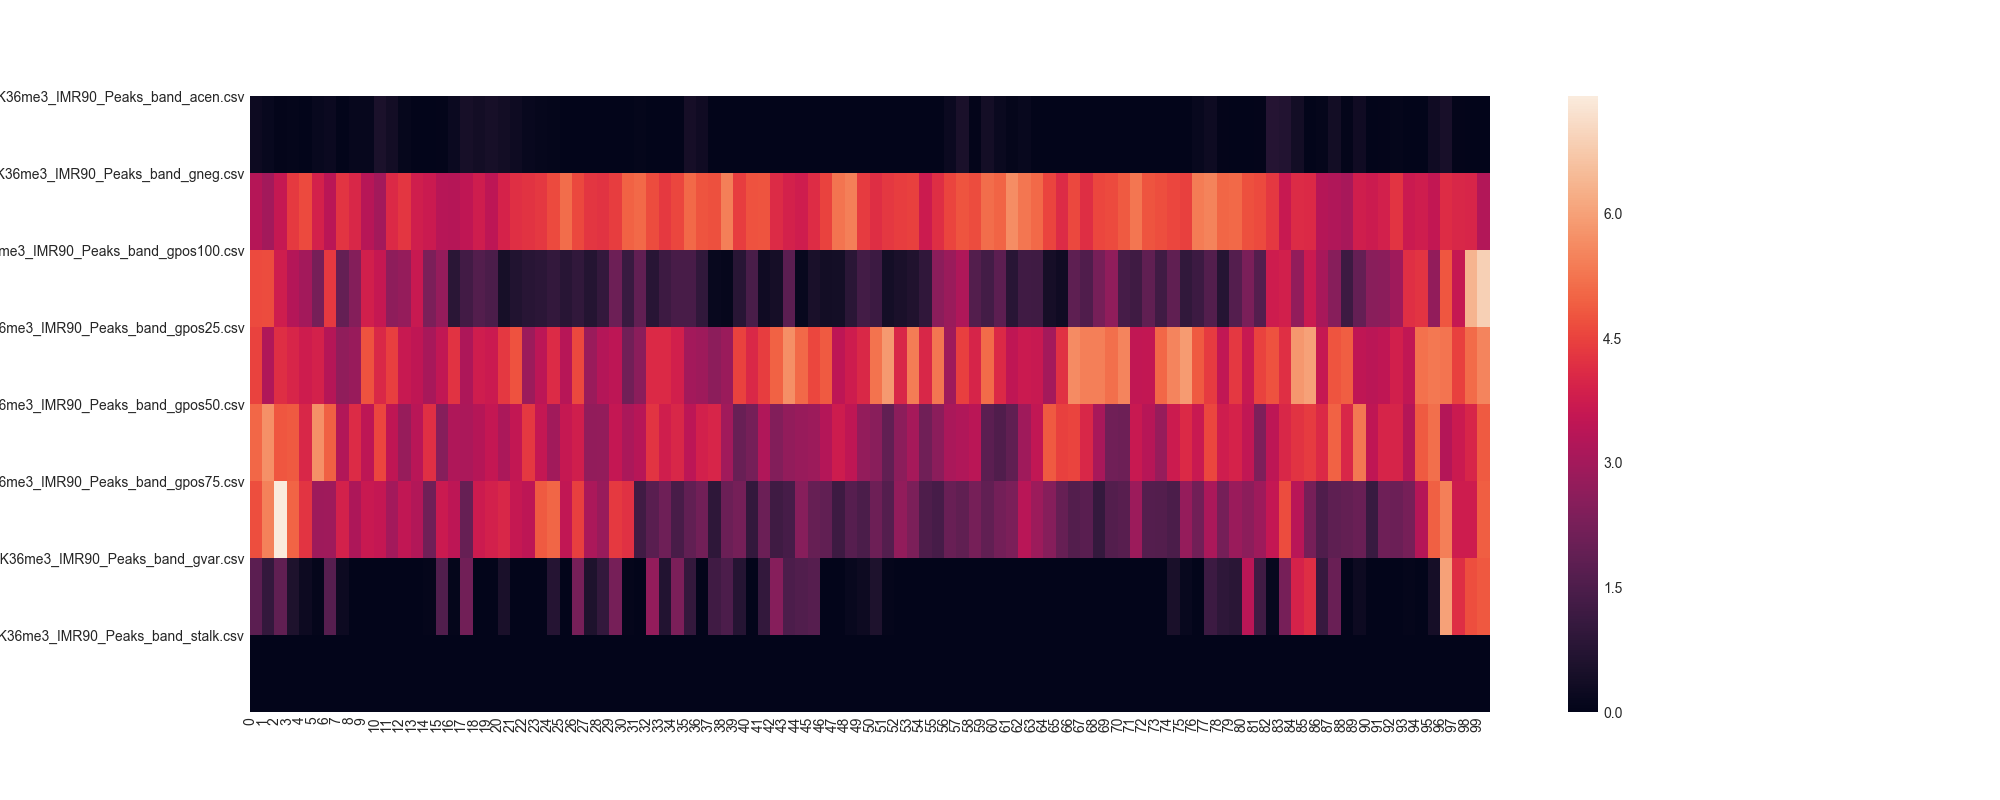 K36me3_IMR90_Peaks_band_acen.csv
K36me3_IMR90_Peaks_band_gneg.csv
me3_IMR90_Peaks_band_gpos100.csv
6me3_IMR90_Peaks_band_gpos25.csv
6me3_IMR90_Peaks_band_gpos50.csv
6me3_IMR90_Peaks_band_gpos75.csv
K36me3_IMR90_Peaks_band_gvar.csv
K36me3_IMR90_Peaks_band_stalk.csv
0 1 2 3 4 5 6 7 8 9 10 11 12 13 14 15 16 17 18 19 20 21 22 23 24 25 26 27 28 29 30 31 32 33 34 35 36 37 38 39 40 41 42 43 44 45 46 47 48 49 50 51 52 53 54 55 56 57 58 59 60 61 62 63 64 65 66 67 68 69 70 71 72 73 74 75 76 77 78 79 80 81 82 83 84 85 86 87 88 89 90 91 92 93 94 95 96 97 98 99
6.0
4.5
3.0
1.5
0.0